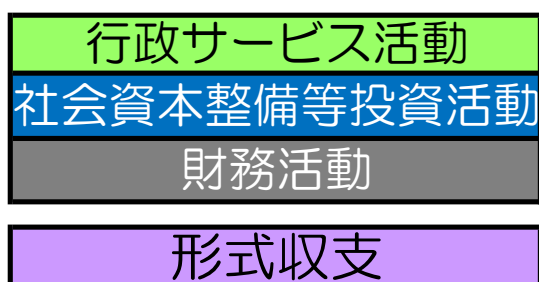 行政サービス活動
社会資本整備等投資活動
財務活動
形式収支